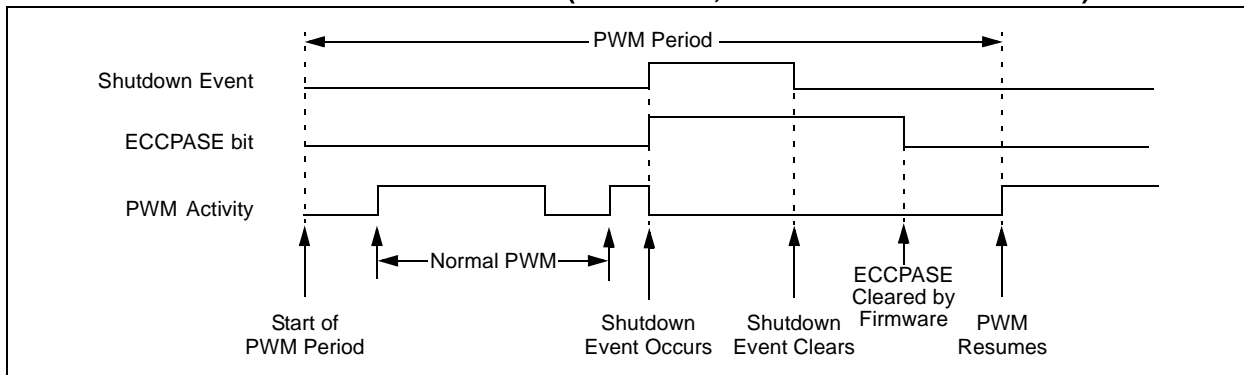 PWM Period
Shutdown Event
ECCPASE bit
PWM Activity
Normal PWM
Start of
PWM Period
Shutdown
Event Occurs
Shutdown
Event Clears
ECCPASE
Cleared by
Firmware
PWM
Resumes